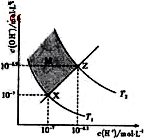 c(OH⁻)/mol·L⁻¹
10⁻⁶·⁵
Z
10⁻⁷
X
T₂
T₁
10⁻⁷
10⁻⁶·⁵
c(H⁺)/mol·L⁻¹